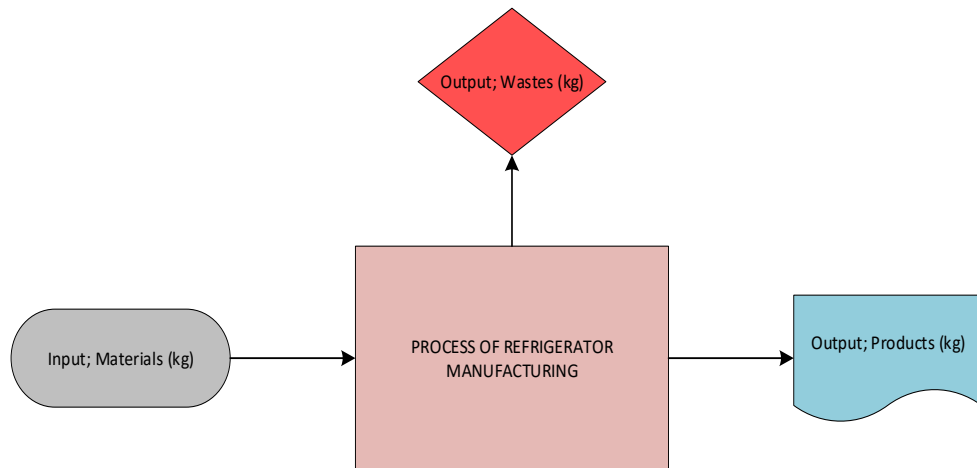 Output; Wastes (kg)
Input; Materials (kg)
PROCESS OF REFRIGERATOR
MANUFACTURING
Output; Products (kg)